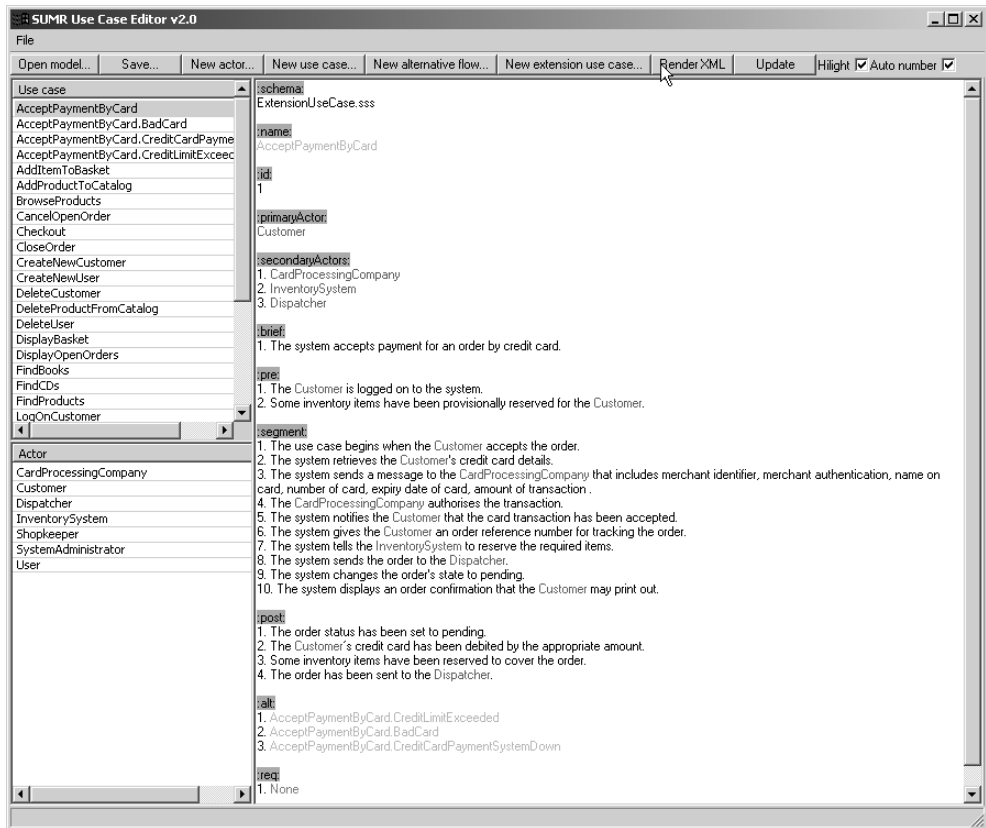 SUMR Use Case Editor v2.0
File
Open model... Save... New actor... New use case... New alternative flow... New extension use case... Render XML Update Hilight Auto number
Use case
AcceptPaymentByCard
AcceptPaymentByCard.BadCard
AcceptPaymentByCard.CreditCardPayme
AcceptPaymentByCard.CreditLimitExceec
AddItemToBasket
AddProductToCatalog
BrowseProducts
CancelOpenOrder
Checkout
CloseOrder
CreateNewCustomer
CreateNewUser
DeleteCustomer
DeleteProductFromCatalog
DeleteUser
DisplayBasket
DisplayOpenOrders
FindBooks
FindCDs
FindProducts
LogOnCustomer
Actor
CardProcessingCompany
Customer
Dispatcher
InventorySystem
Shopkeeper
SystemAdministrator
User
:schema:
ExtensionUseCase.sss
:name:
AcceptPaymentByCard
:id:
1
:primaryActor:
Customer
:secondaryActors:
1. CardProcessingCompany
2. InventorySystem
3. Dispatcher
:brief:
1. The system accepts payment for an order by credit card.
:pre:
1. The Customer is logged on to the system.
2. Some inventory items have been provisionally reserved for the Customer.
:segment:
1. The use case begins when the Customer accepts the order.
2. The system retrieves the Customer's credit card details.
3. The system sends a message to the CardProcessingCompany that includes merchant identifier, merchant authentication, name on
card, number of card, expiry date of card, amount of transaction .
4. The CardProcessingCompany authorises the transaction.
5. The system notifies the Customer that the card transaction has been accepted.
6. The system gives the Customer an order reference number for tracking the order.
7. The system tells the InventorySystem to reserve the required items.
8. The system sends the order to the Dispatcher.
9. The system changes the order's state to pending.
10. The system displays an order confirmation that the Customer may print out.
:post:
1. The order status has been set to pending.
2. The Customer´s credit card has been debited by the appropriate amount.
3. Some inventory items have been reserved to cover the order.
4. The order has been sent to the Dispatcher.
:alt:
1. AcceptPaymentByCard.CreditLimitExceeded
2. AcceptPaymentByCard.BadCard
3. AcceptPaymentByCard.CreditCardPaymentSystemDown
:req:
1. None